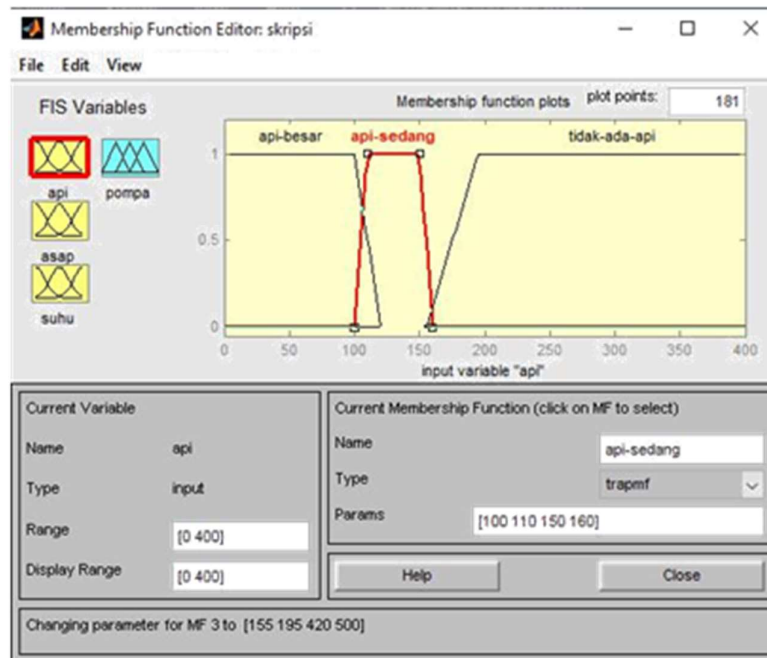 Membership Function Editor: skripsi
File Edit View
FIS Variables
Membership function plots plot points: 181
api pompa
asap
suhu
api-besar api-sedang tidak-ada-api
1
0.5
0
0 50 100 150 200 250 300 350 400
input variable "api"
Current Variable
Name api
Type input
Range [0 400]
Display Range [0 400]
Current Membership Function (click on MF to select)
Name api-sedang
Type trapmf
Params [100 110 150 160]
Help Close
Changing parameter for MF 3 to [155 195 420 500]